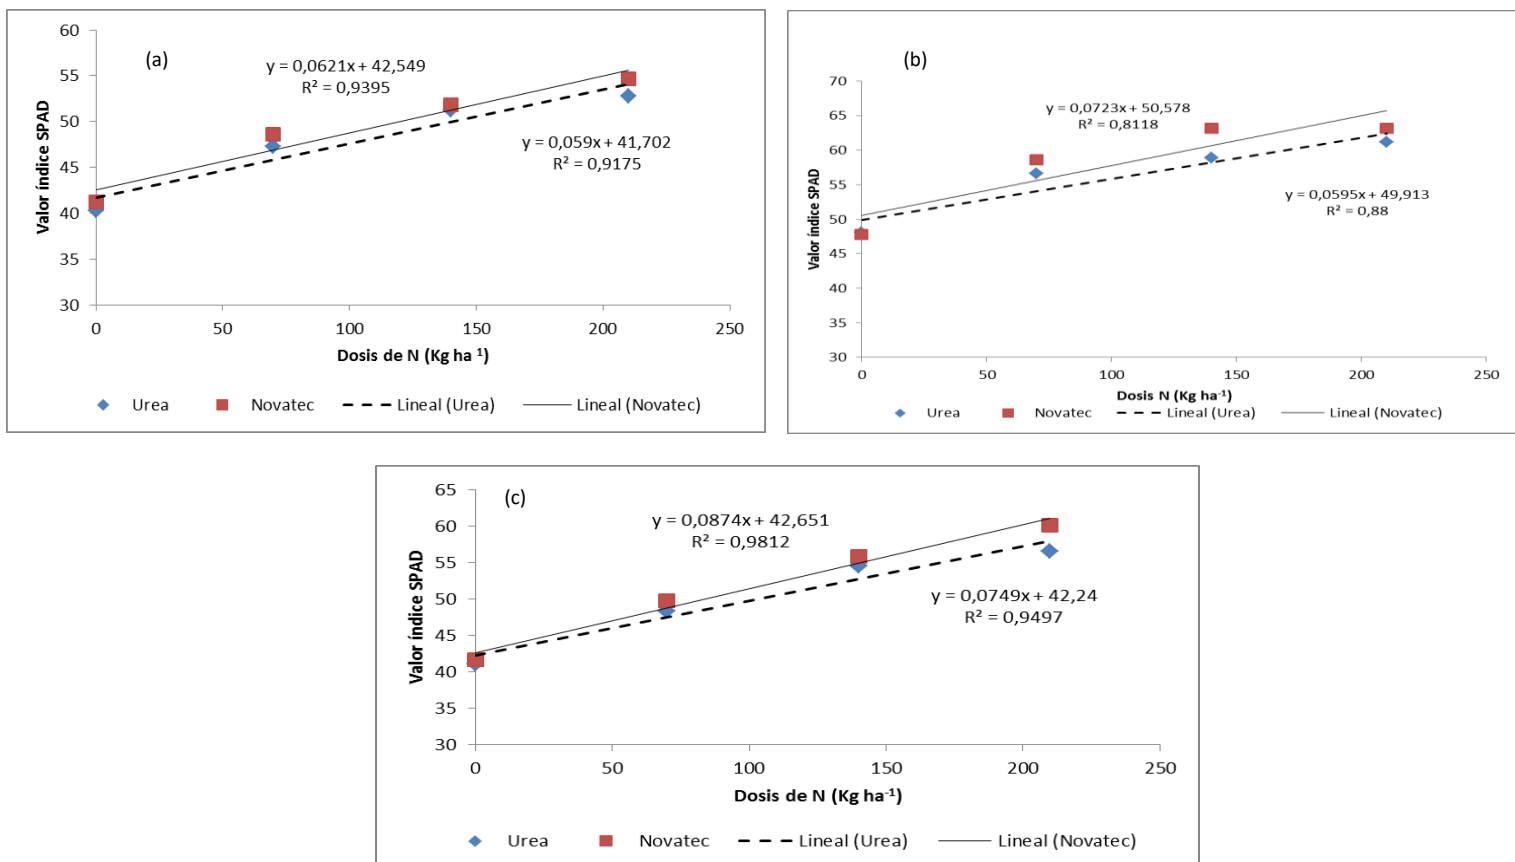 (a)
60
55
50
45
40
35
30
Valor índice SPAD
y = 0,0621x + 42,549
R² = 0,9395
y = 0,059x + 41,702
R² = 0,9175
0 50 100 150 200 250
Dosis de N (Kg ha ¹)
Urea Novatec Lineal (Urea) Lineal (Novatec)
(b)
70
65
60
55
50
45
40
35
30
Valor índice SPAD
y = 0,0723x + 50,578
R² = 0,8118
y = 0,0595x + 49,913
R² = 0,88
0 50 100 150 200 250
Dosis N (Kg ha⁻¹)
Urea Novatec Lineal (Urea) Lineal (Novatec)
(c)
65
60
55
50
45
40
35
30
Valor índice SPAD
y = 0,0874x + 42,651
R² = 0,9812
y = 0,0749x + 42,24
R² = 0,9497
0 50 100 150 200 250
Dosis de N (Kg ha⁻¹)
Urea Novatec Lineal (Urea) Lineal (Novatec)